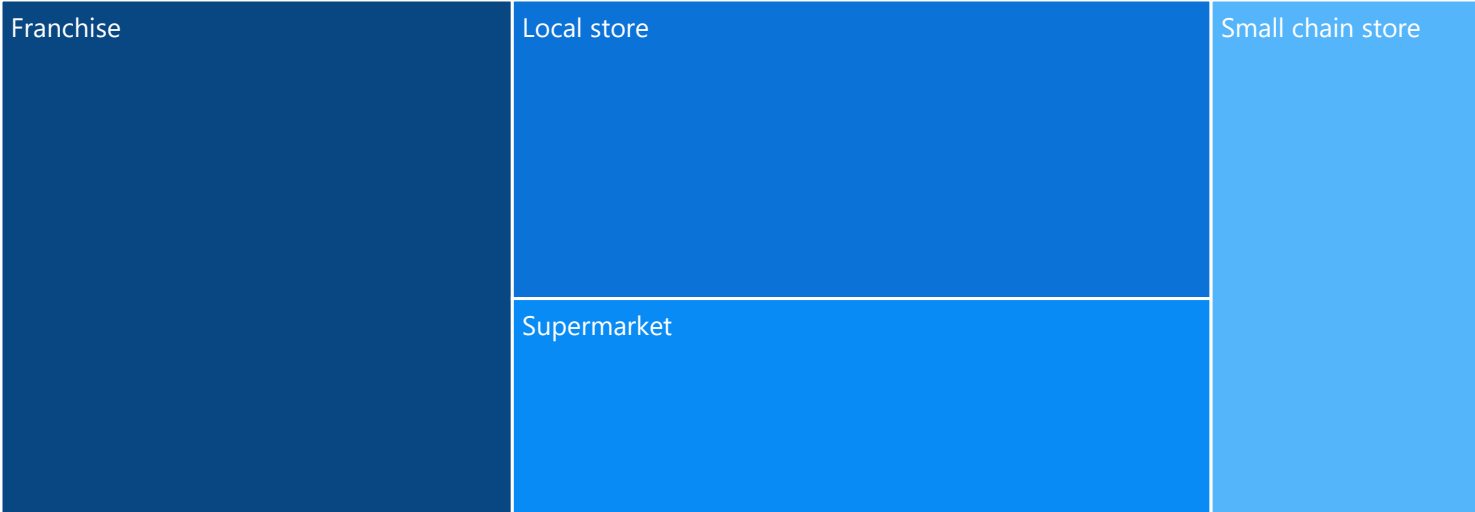 Franchise
Local store
Small chain store
Supermarket